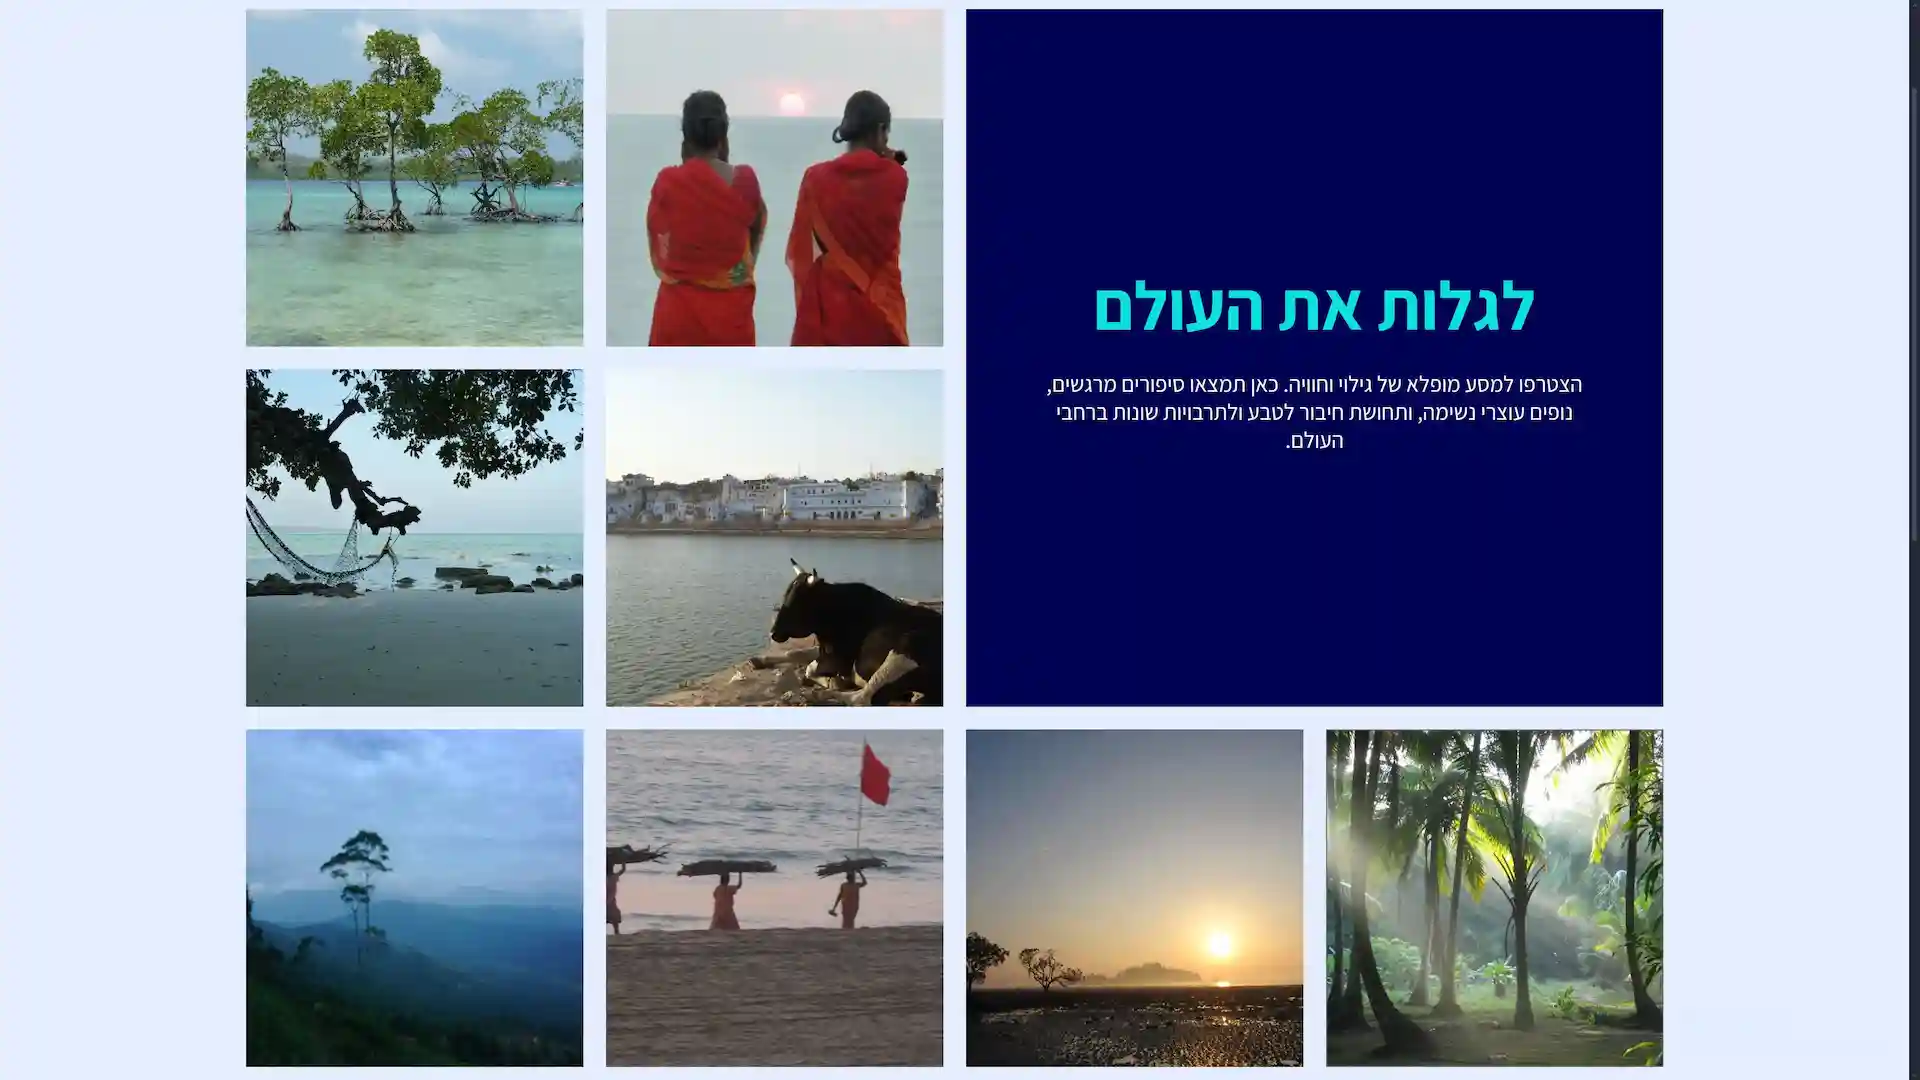 לגלות את העולם
הצטרפו למסע מופלא של גילוי וחוויה. כאן תמצאו סיפורים מרגשים,
נופים עוצרי נשימה, ותחושת חיבור לטבע ולתרבויות שונות ברחבי
העולם.